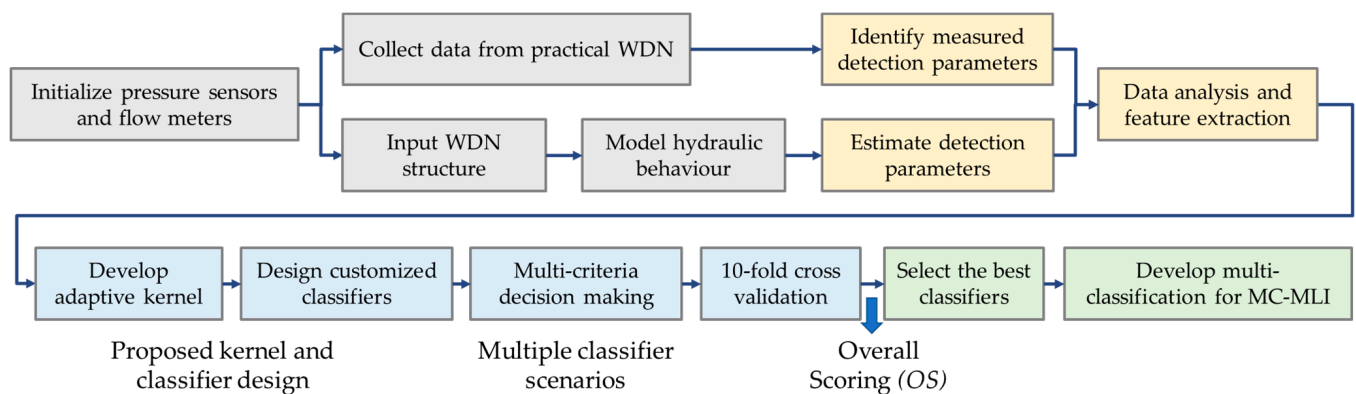 Initialize pressure sensors
and flow meters
Collect data from practical WDN
Identify measured
detection parameters
Input WDN
structure
Model hydraulic
behaviour
Estimate detection
parameters
Data analysis and
feature extraction
Develop
adaptive kernel
Design customized
classifiers
Multi-criteria
decision making
10-fold cross
validation
Select the best
classifiers
Develop multi-
classification for MC-MLI
Proposed kernel and
classifier design
Multiple classifier
scenarios
Overall
Scoring (OS)